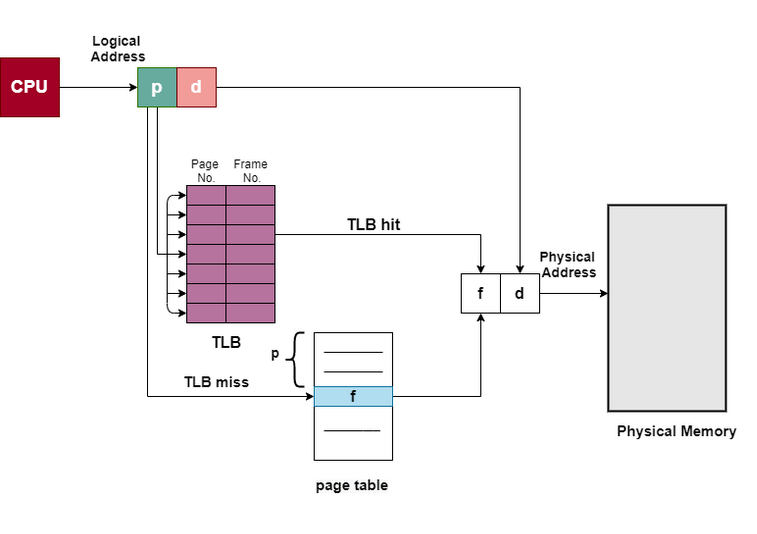 Logical
Address
CPU
p
d
Page
No.
Frame
No.
TLB hit
Physical
Address
f
d
TLB
p
TLB miss
f
Physical Memory
page table